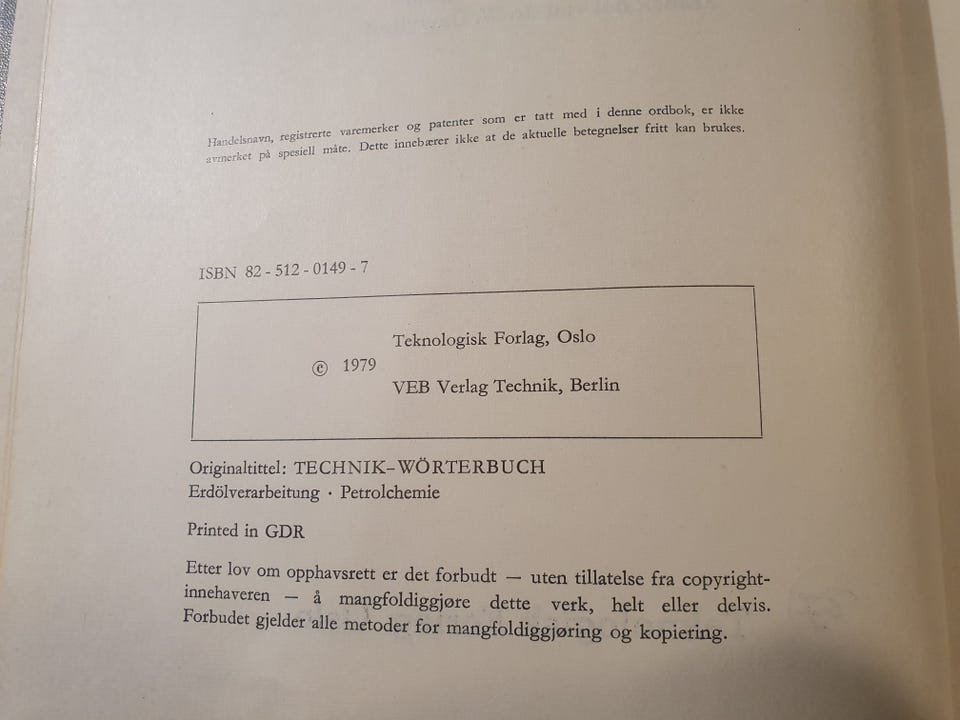 Handelsnavn, registrerte varemerker og patenter som er tatt med i denne ordbok, er ikke
avmerket på spesiell måte. Dette innebærer ikke at de aktuelle betegnelser fritt kan brukes.
ISBN 82 - 512 - 0149 - 7
Teknologisk Forlag, Oslo
© 1979
VEB Verlag Technik, Berlin
Originaltittel: TECHNIK–WÖRTERBUCH
Erdölverarbeitung · Petrolchemie
Printed in GDR
Etter lov om opphavsrett er det forbudt — uten tillatelse fra copyright-
innehaveren — å mangfoldiggjøre dette verk, helt eller delvis.
Forbudet gjelder alle metoder for mangfoldiggjøring og kopiering.